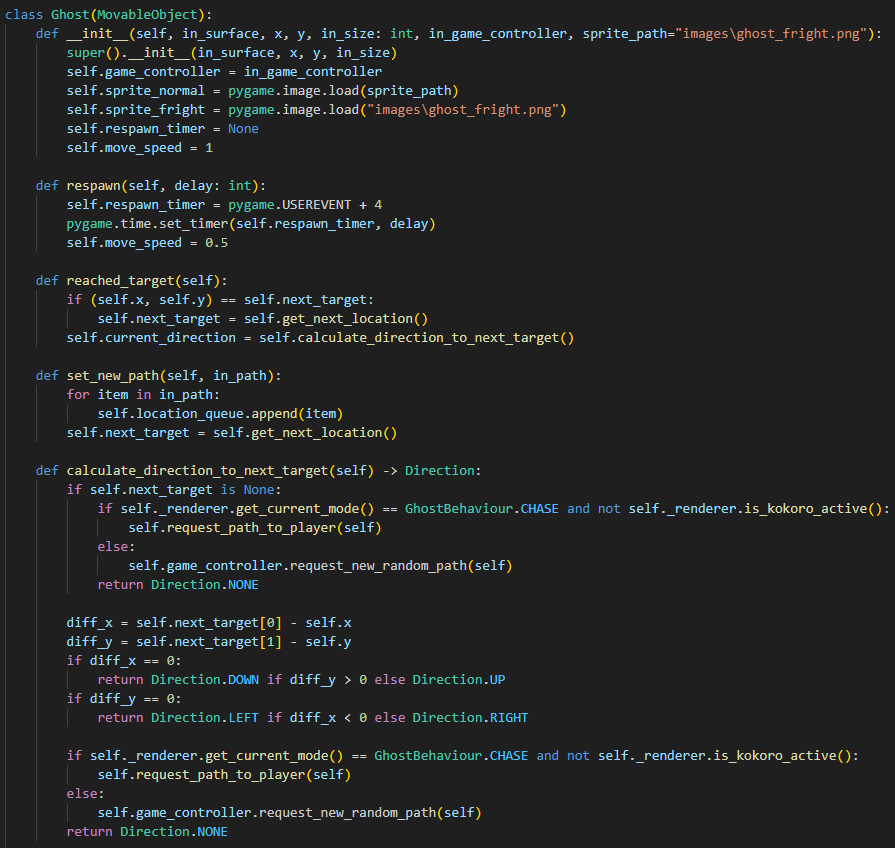 class Ghost(MovableObject):
    def __init__(self, in_surface, x, y, in_size: int, in_game_controller, sprite_path="images\ghost_fright.png"):
        super().__init__(in_surface, x, y, in_size)
        self.game_controller = in_game_controller
        self.sprite_normal = pygame.image.load(sprite_path)
        self.sprite_fright = pygame.image.load("images\ghost_fright.png")
        self.respawn_timer = None
        self.move_speed = 1

    def respawn(self, delay: int):
        self.respawn_timer = pygame.USEREVENT + 4
        pygame.time.set_timer(self.respawn_timer, delay)
        self.move_speed = 0.5

    def reached_target(self):
        if (self.x, self.y) == self.next_target:
            self.next_target = self.get_next_location()
        self.current_direction = self.calculate_direction_to_next_target()

    def set_new_path(self, in_path):
        for item in in_path:
            self.location_queue.append(item)
        self.next_target = self.get_next_location()

    def calculate_direction_to_next_target(self) -> Direction:
        if self.next_target is None:
            if self._renderer.get_current_mode() == GhostBehaviour.CHASE and not self._renderer.is_kokoro_active():
                self.request_path_to_player(self)
            else:
                self.game_controller.request_new_random_path(self)
            return Direction.NONE

        diff_x = self.next_target[0] - self.x
        diff_y = self.next_target[1] - self.y
        if diff_x == 0:
            return Direction.DOWN if diff_y > 0 else Direction.UP
        if diff_y == 0:
            return Direction.LEFT if diff_x < 0 else Direction.RIGHT

        if self._renderer.get_current_mode() == GhostBehaviour.CHASE and not self._renderer.is_kokoro_active():
            self.request_path_to_player(self)
        else:
            self.game_controller.request_new_random_path(self)
        return Direction.NONE